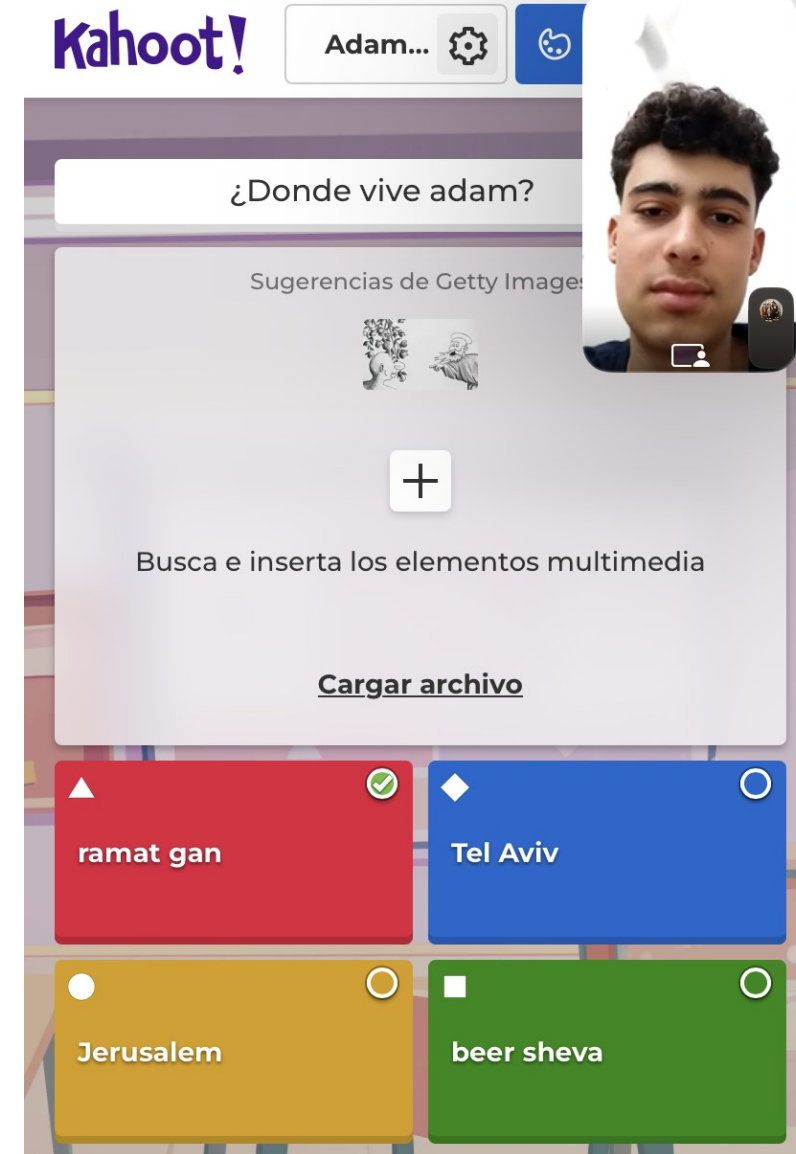 Kahoot!
Adam...
¿Donde vive adam?
Sugerencias de Getty Images
Busca e inserta los elementos multimedia
Cargar archivo
ramat gan
Tel Aviv
Jerusalem
beer sheva